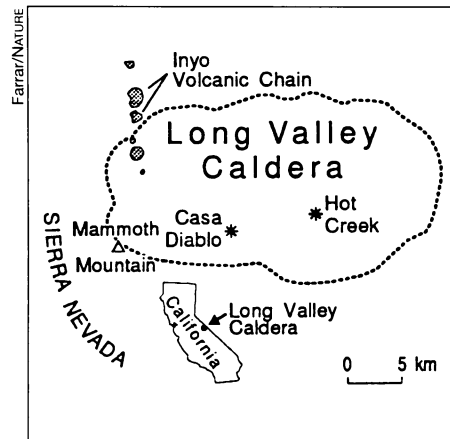 Farrar/NATURE
Inyo
Volcanic Chain
Long Valley
Caldera
Hot
Creek
Casa
Diablo
Mammoth
Mountain
SIERRA NEVADA
California
Long Valley
Caldera
0 5 km